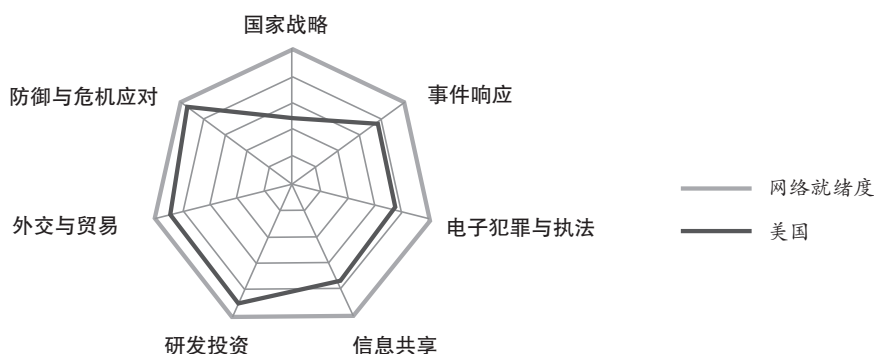 国家战略
防御与危机应对
事件响应
网络就绪度
外交与贸易
电子犯罪与执法
美国
研发投资
信息共享